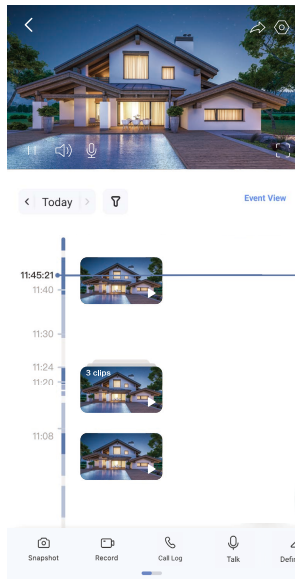 Today
Event View
11:45:21
11:40
11:30
3 clips
11:24
11:20
11:08
Snapshot
Record
Call Log
Talk